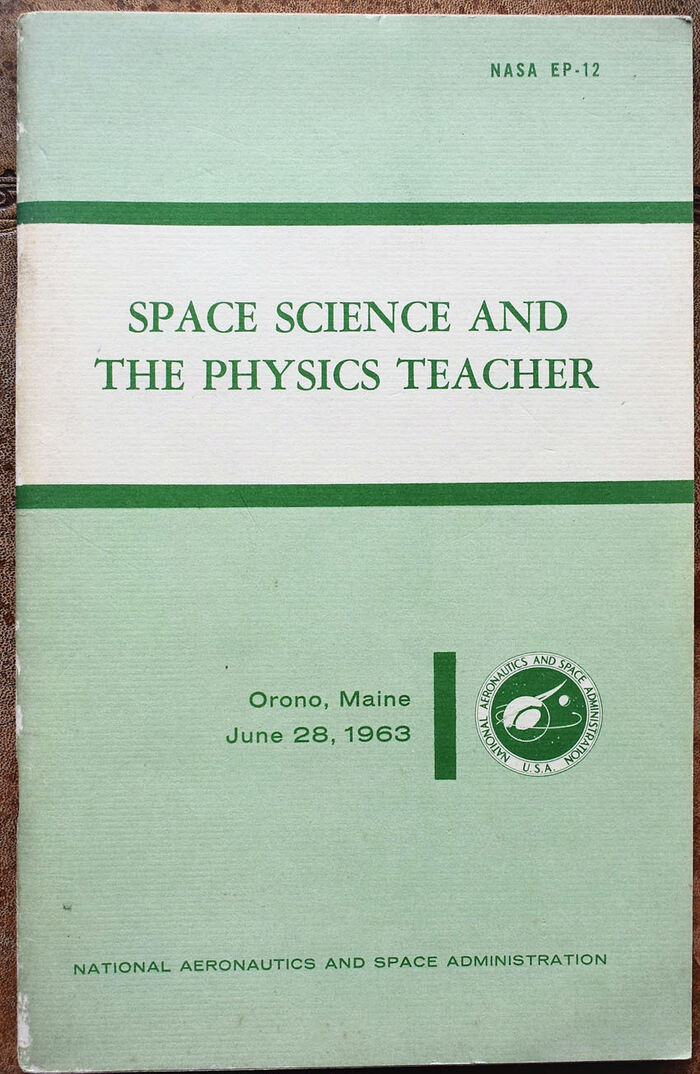 NASA EP-12
SPACE SCIENCE AND
THE PHYSICS TEACHER
Orono, Maine
June 28, 1963
NATIONAL AERONAUTICS AND SPACE ADMINISTRATION
U.S.A.
NATIONAL AERONAUTICS AND SPACE ADMINISTRATION